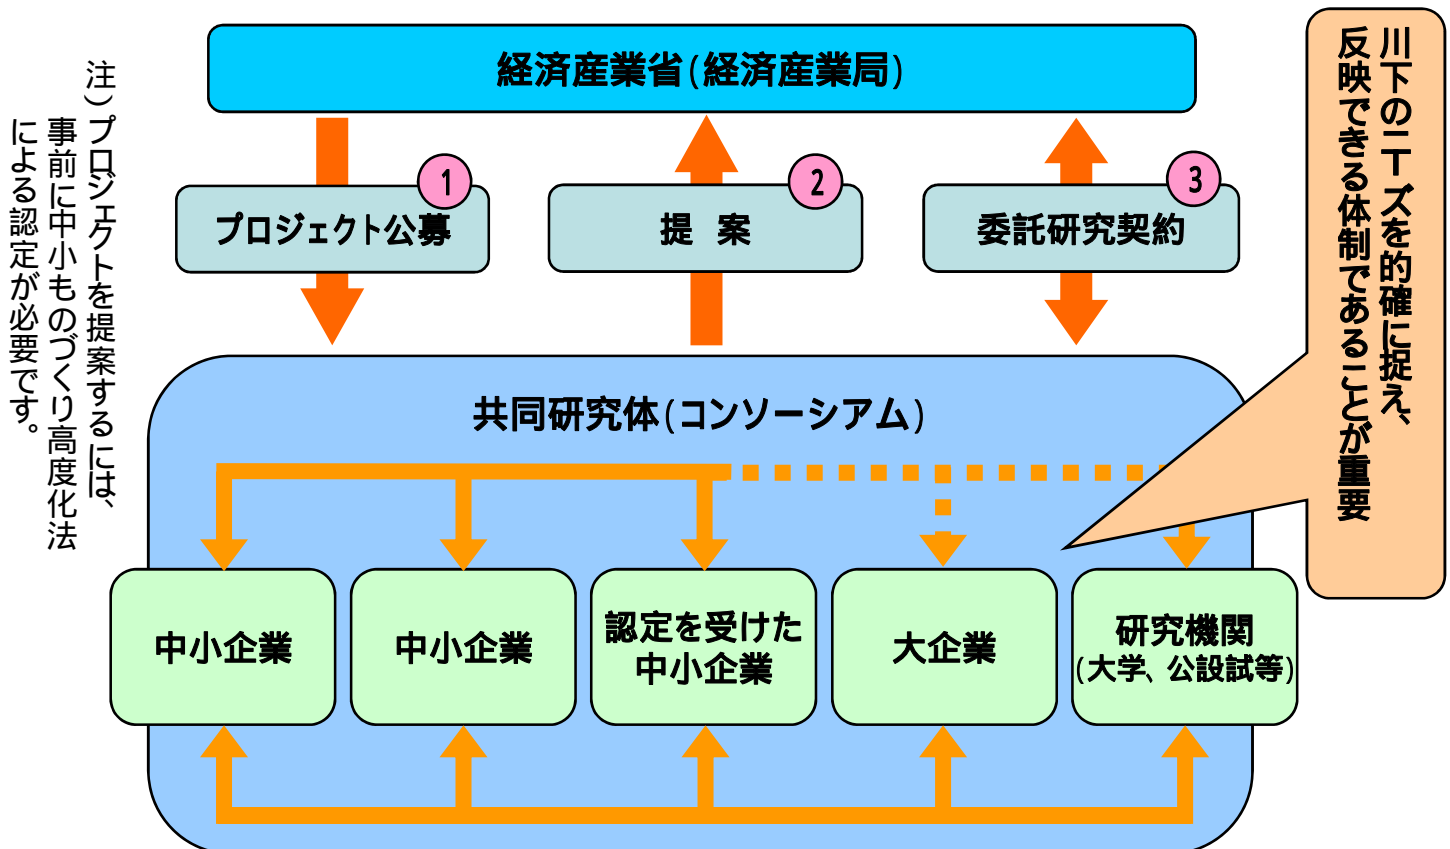 経済産業省(経済産業局)
1
プロジェクト公募
2
提 案
3
委託研究契約
川下のニーズを的確に捉え、
反映できる体制であることが重要
注)プロジェクトを提案するには、
事前に中小ものづくり高度化法
による認定が必要です。
共同研究体(コンソーシアム)
中小企業
中小企業
認定を受けた
中小企業
大企業
研究機関
(大学、公設試等)